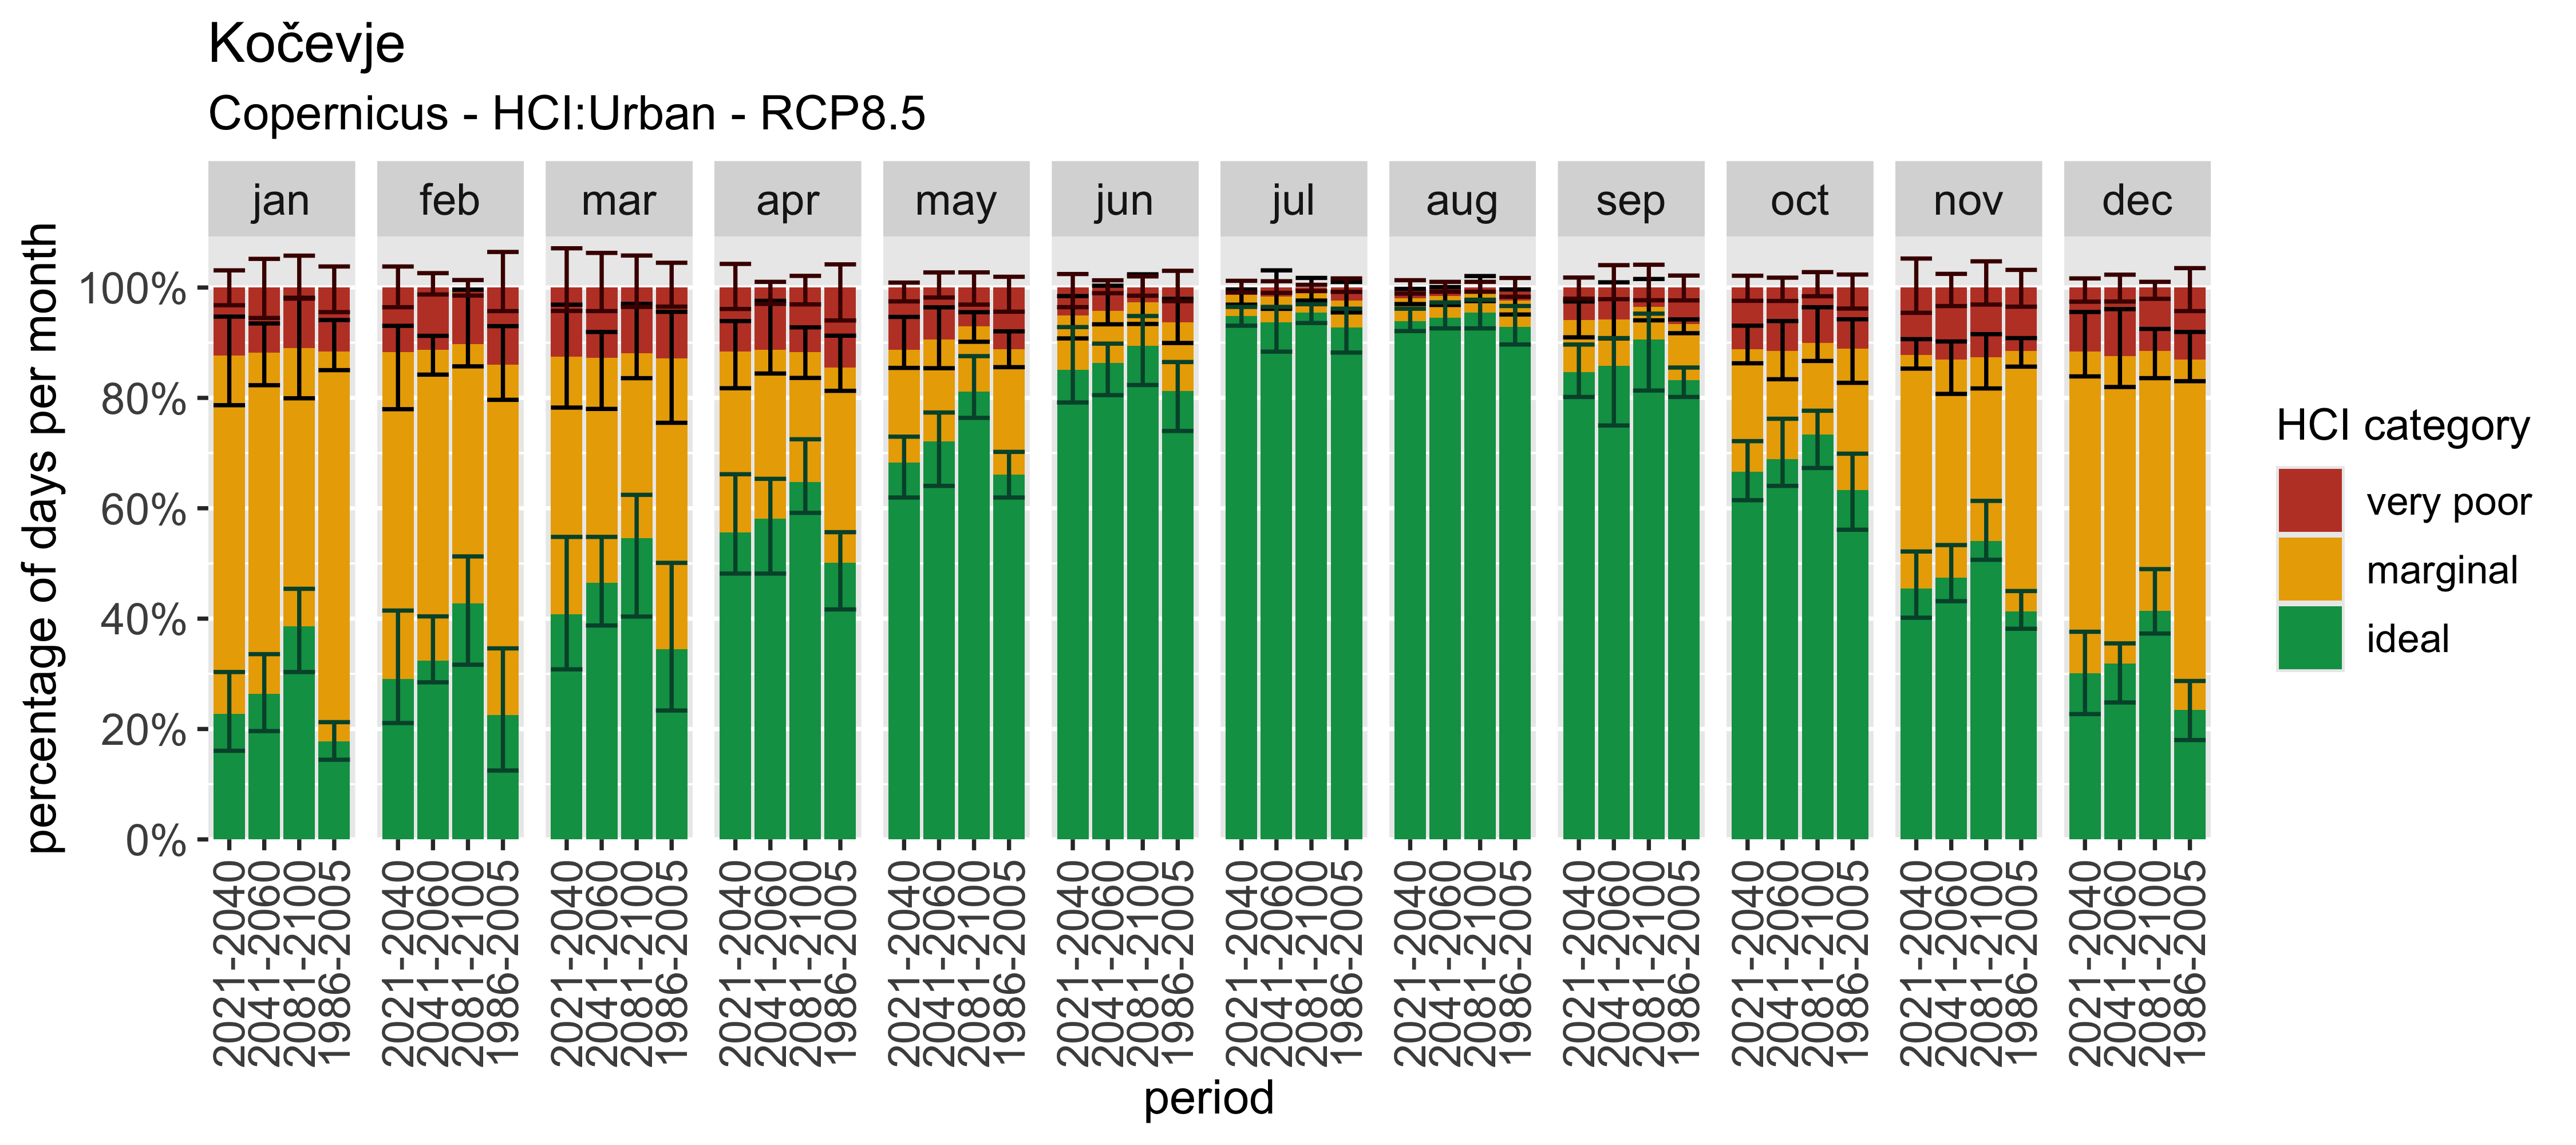 Kočevje
Copernicus - HCI:Urban - RCP8.5
jan feb mar apr may jun jul aug sep oct nov dec
percentage of days per month
100%
80%
60%
40%
20%
0%
2021-2040 2041-2060 2081-2100 1986-2005 2021-2040 2041-2060 2081-2100 1986-2005 2021-2040 2041-2060 2081-2100 1986-2005 2021-2040 2041-2060 2081-2100 1986-2005 2021-2040 2041-2060 2081-2100 1986-2005 2021-2040 2041-2060 2081-2100 1986-2005 2021-2040 2041-2060 2081-2100 1986-2005 2021-2040 2041-2060 2081-2100 1986-2005 2021-2040 2041-2060 2081-2100 1986-2005 2021-2040 2041-2060 2081-2100 1986-2005 2021-2040 2041-2060 2081-2100 1986-2005 2021-2040 2041-2060 2081-2100 1986-2005
period
HCI category
very poor
marginal
ideal